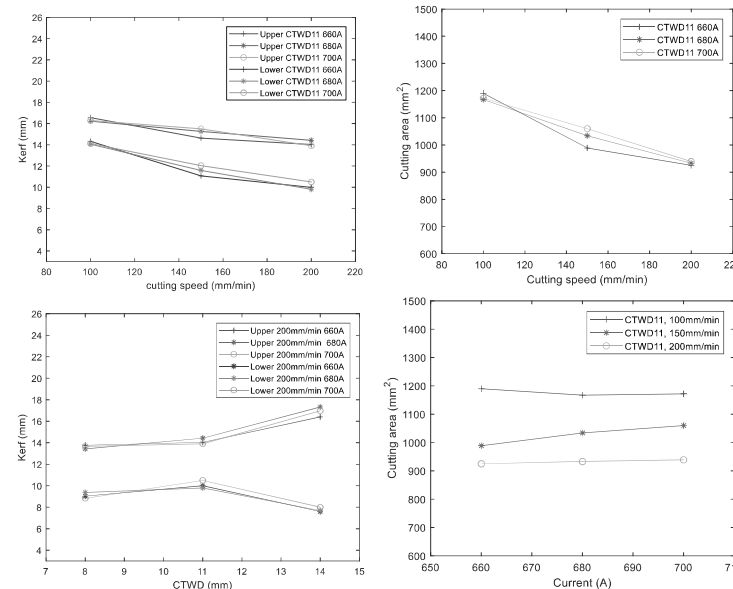 26
24
22
20
18
16
14
12
10
8
6
4
Kerf (mm)
Upper CTWD11 660A
Upper CTWD11 680A
Upper CTWD11 700A
Lower CTWD11 660A
Lower CTWD11 680A
Lower CTWD11 700A
80 100 120 140 160 180 200 220
cutting speed (mm/min)
1500
1400
1300
1200
1100
1000
900
800
700
600
Cutting area (mm²)
CTWD11 660A
CTWD11 680A
CTWD11 700A
80 100 120 140 160 180 200 220
Cutting speed (mm/min)
26
24
22
20
18
16
14
12
10
8
6
4
Kerf (mm)
Upper 200mm/min 660A
Upper 200mm/min 680A
Upper 200mm/min 700A
Lower 200mm/min 660A
Lower 200mm/min 680A
Lower 200mm/min 700A
7 8 9 10 11 12 13 14 15
CTWD (mm)
1500
1400
1300
1200
1100
1000
900
800
700
600
Cutting area (mm²)
CTWD11, 100mm/min
CTWD11, 150mm/min
CTWD11, 200mm/min
650 660 670 680 690 700
Current (A)